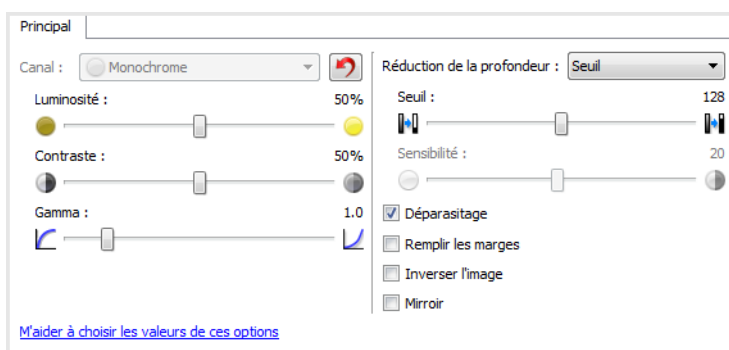 Principal
Canal :
Monochrome
Luminosité :
50%
Contraste :
50%
Gamma :
1.0
Réduction de la profondeur :
Seuil
Seuil :
128
Sensibilité :
20
Déparasitage
Remplir les marges
Inverser l'image
Mirroir
M'aider à choisir les valeurs de ces options